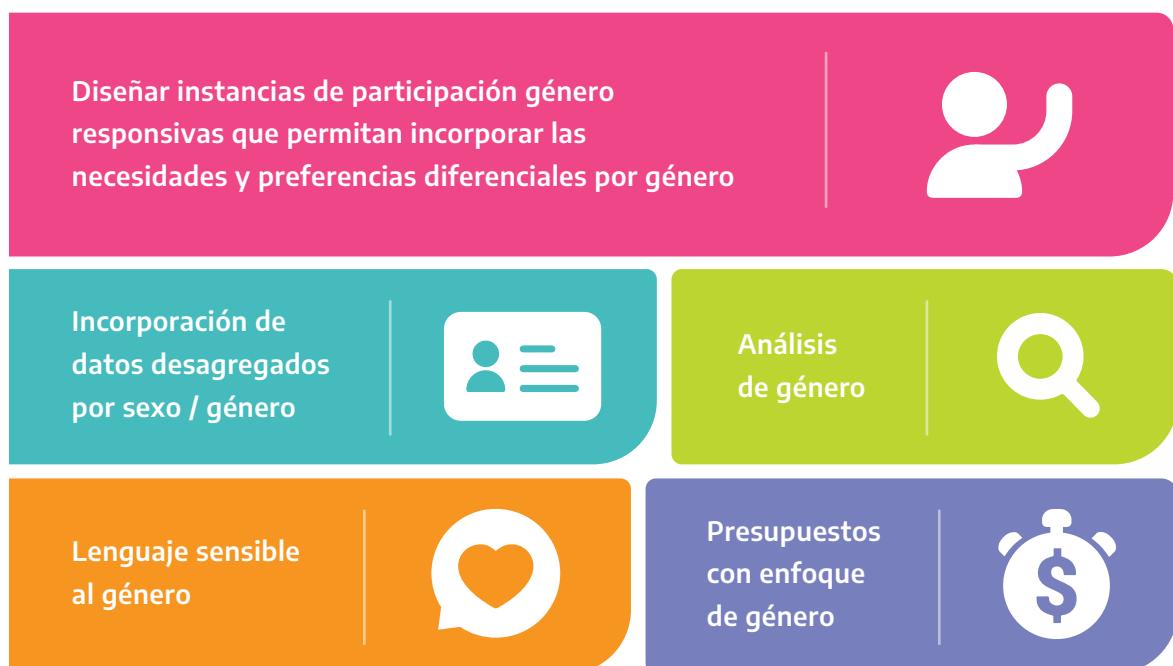 Diseñar instancias de participación género
responsivas que permitan incorporar las
necesidades y preferencias diferenciales por género
Incorporación de
datos desagregados
por sexo / género
Análisis
de género
Lenguaje sensible
al género
Presupuestos
con enfoque
de género
$